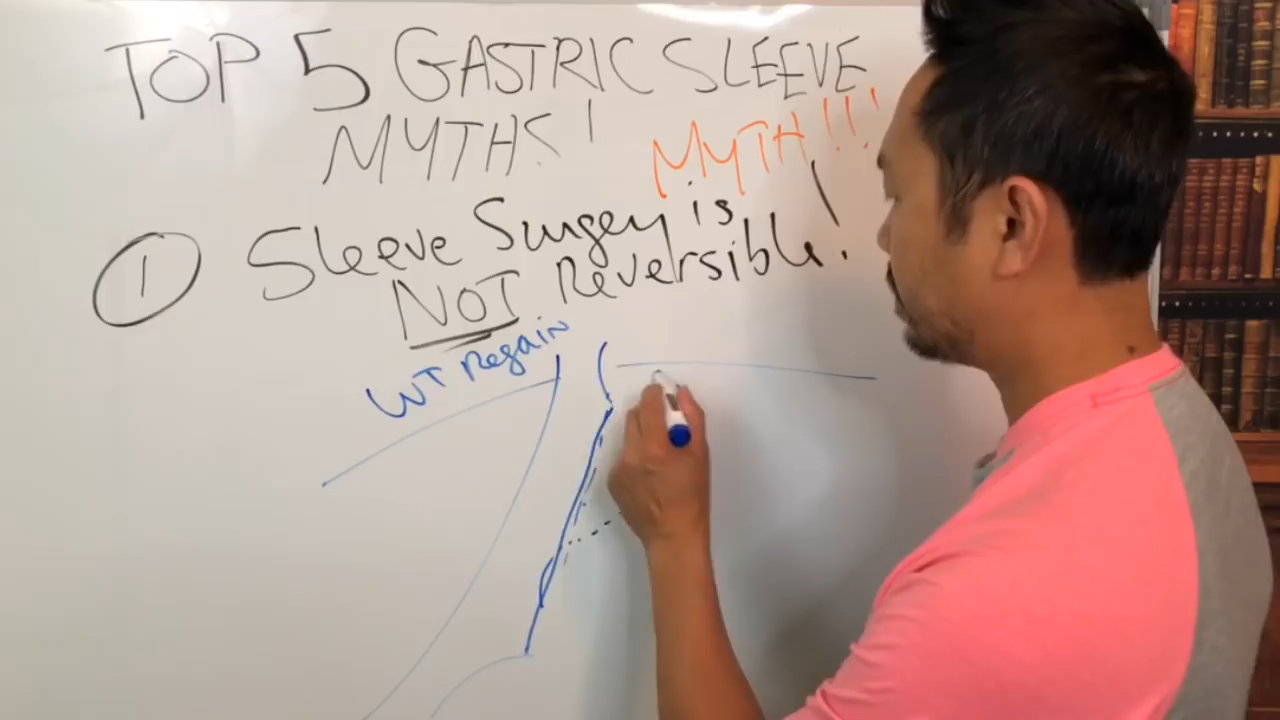 TOP 5 GASTRIC SLEEVE
MYTHS!
MYTH!!!
① Sleeve Surgery is
NOT Reversible!
WT Regain